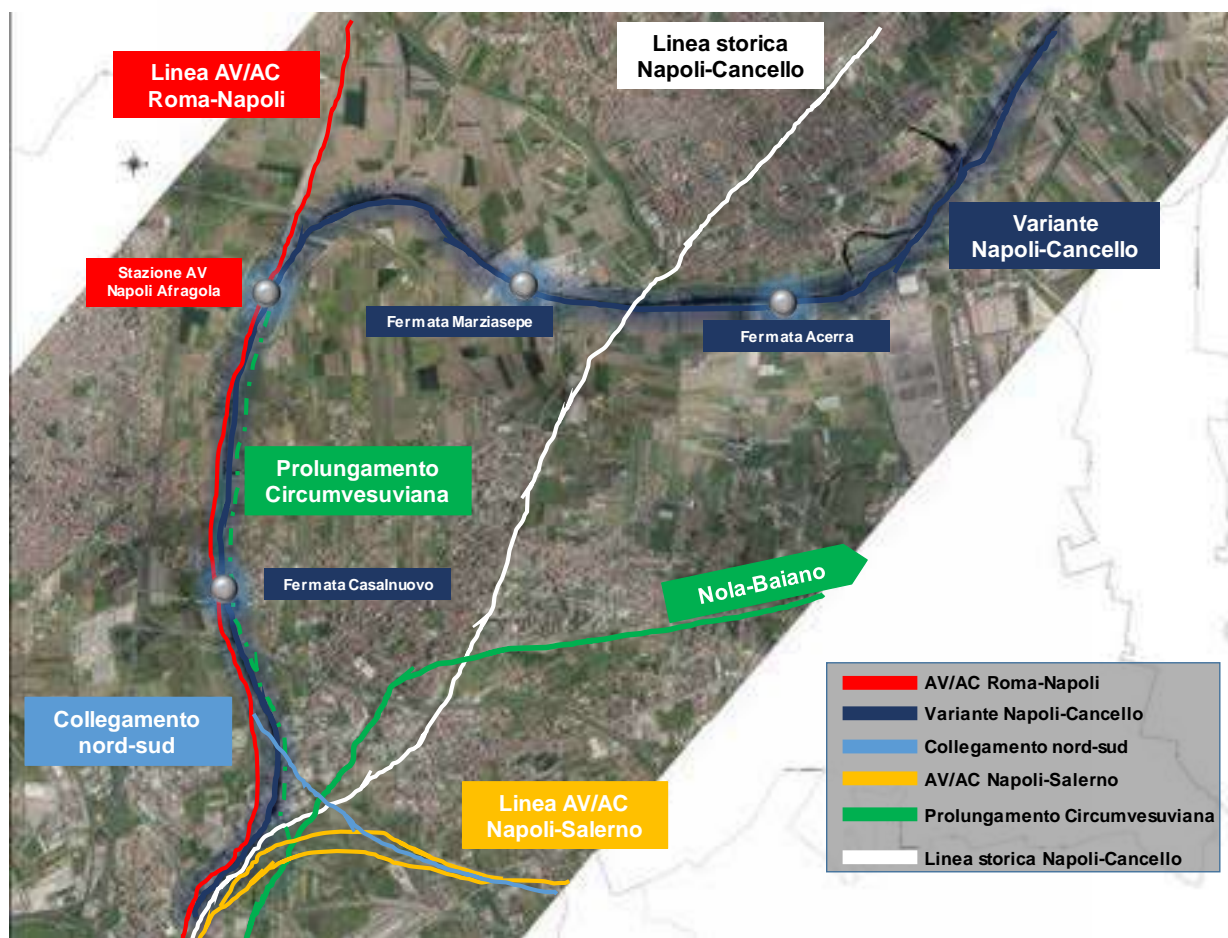 Linea storica
Napoli-Cancello
Linea AV/AC
Roma-Napoli
Variante
Napoli-Cancello
Stazione AV
Napoli Afragola
Fermata Marziasepe
Fermata Acerra
Prolungamento
Circumvesuviana
Fermata Casalnuovo
Nola-Baiano
Collegamento
nord-sud
Linea AV/AC
Napoli-Salerno
AV/AC Roma-Napoli
Variante Napoli-Cancello
Collegamento nord-sud
AV/AC Napoli-Salerno
Prolungamento Circumvesuviana
Linea storica Napoli-Cancello